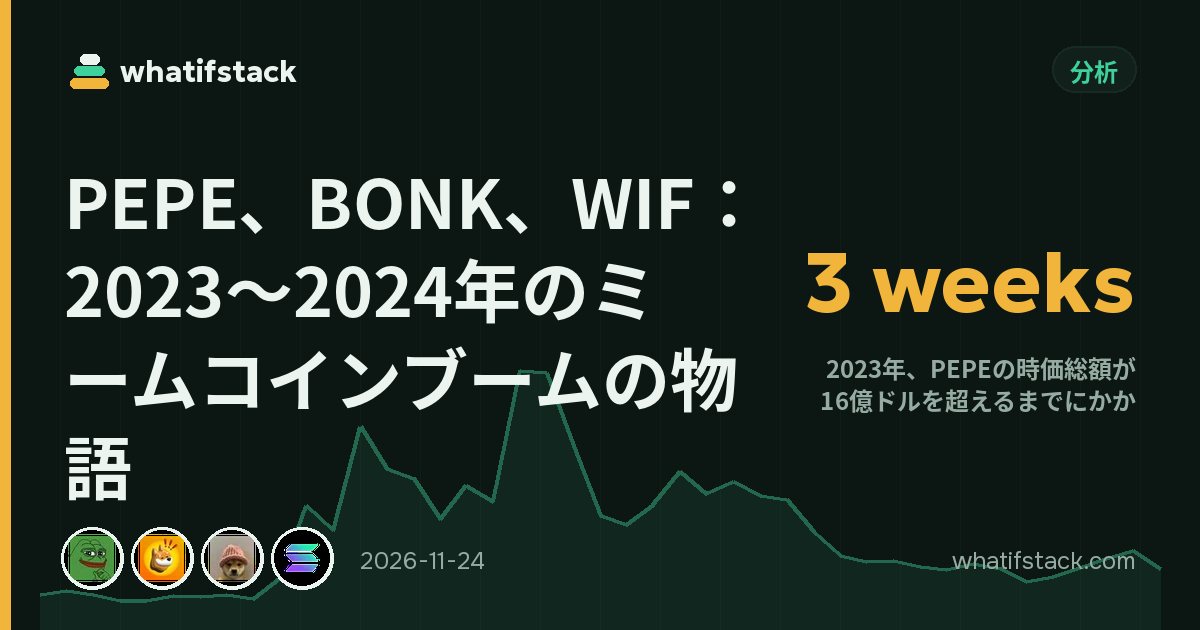 whatifstack
分析
PEPE、BONK、WIF：
2023〜2024年のミ
ームコインブームの物
語
3 weeks
2023年、PEPEの時価総額が
16億ドルを超えるまでにかか
2026-11-24
whatifstack.com